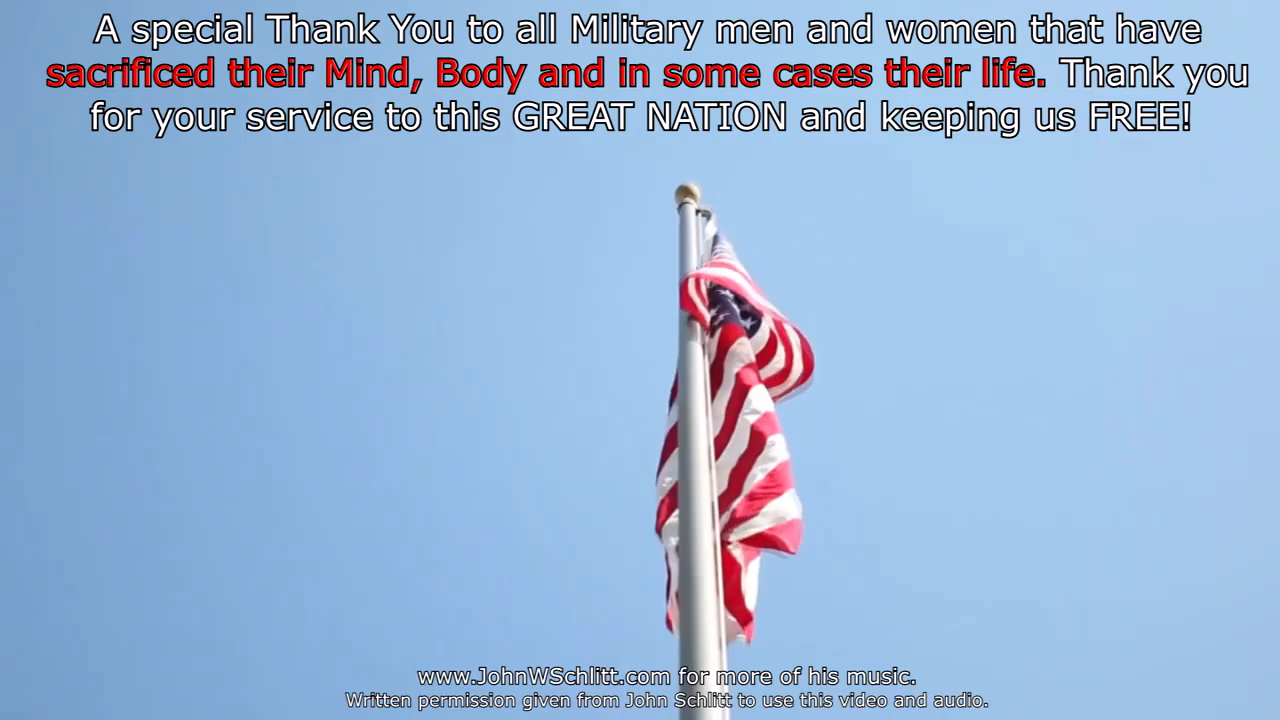 A special Thank You to all Military men and women that have
sacrificed their Mind, Body and in some cases their life. Thank you
for your service to this GREAT NATION and keeping us FREE!
www.JohnWSchlitt.com for more of his music.
Written permission given from John Schlitt to use this video and audio.